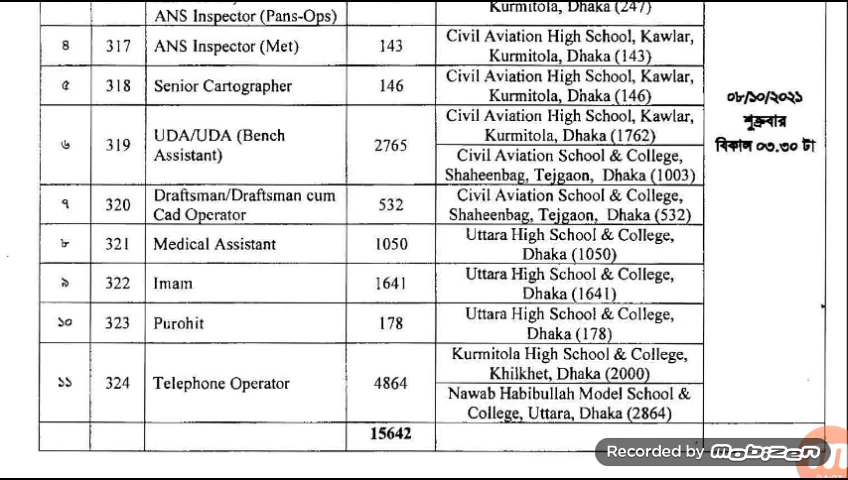 Kurmitola, Dhaka (247)
ANS Inspector (Pans-Ops)
৪ 317 ANS Inspector (Met) 143 Civil Aviation High School, Kawlar,
Kurmitola, Dhaka (143)
৫ 318 Senior Cartographer 146 Civil Aviation High School, Kawlar,
Kurmitola, Dhaka (146)
০৮/১০/২০২১
শুক্রবার
বিকাল ০৩.৩০ টা
৬ 319 UDA/UDA (Bench
Assistant) 2765 Civil Aviation High School, Kawlar,
Kurmitola, Dhaka (1762)
Civil Aviation School & College,
Shaheenbag, Tejgaon, Dhaka (1003)
৭ 320 Draftsman/Draftsman cum
Cad Operator 532 Civil Aviation School & College,
Shaheenbag, Tejgaon, Dhaka (532)
৮ 321 Medical Assistant 1050 Uttara High School & College,
Dhaka (1050)
৯ 322 Imam 1641 Uttara High School & College,
Dhaka (1641)
১০ 323 Purohit 178 Uttara High School & College,
Dhaka (178)
১১ 324 Telephone Operator 4864 Kurmitola High School & College,
Khilkhet, Dhaka (2000)
Nawab Habibullah Model School &
College, Uttara, Dhaka (2864)
15642
Recorded by mobizen